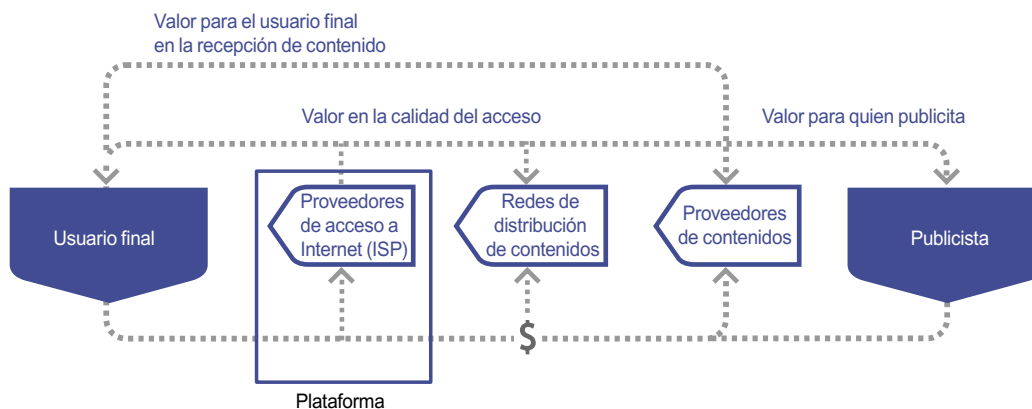 Valor para el usuario final
en la recepción de contenido
Valor en la calidad del acceso
Valor para quien publicita
Usuario final
Proveedores
de acceso a
Internet (ISP)
Redes de
distribución
de contenidos
Proveedores
de contenidos
Publicista
$
Plataforma